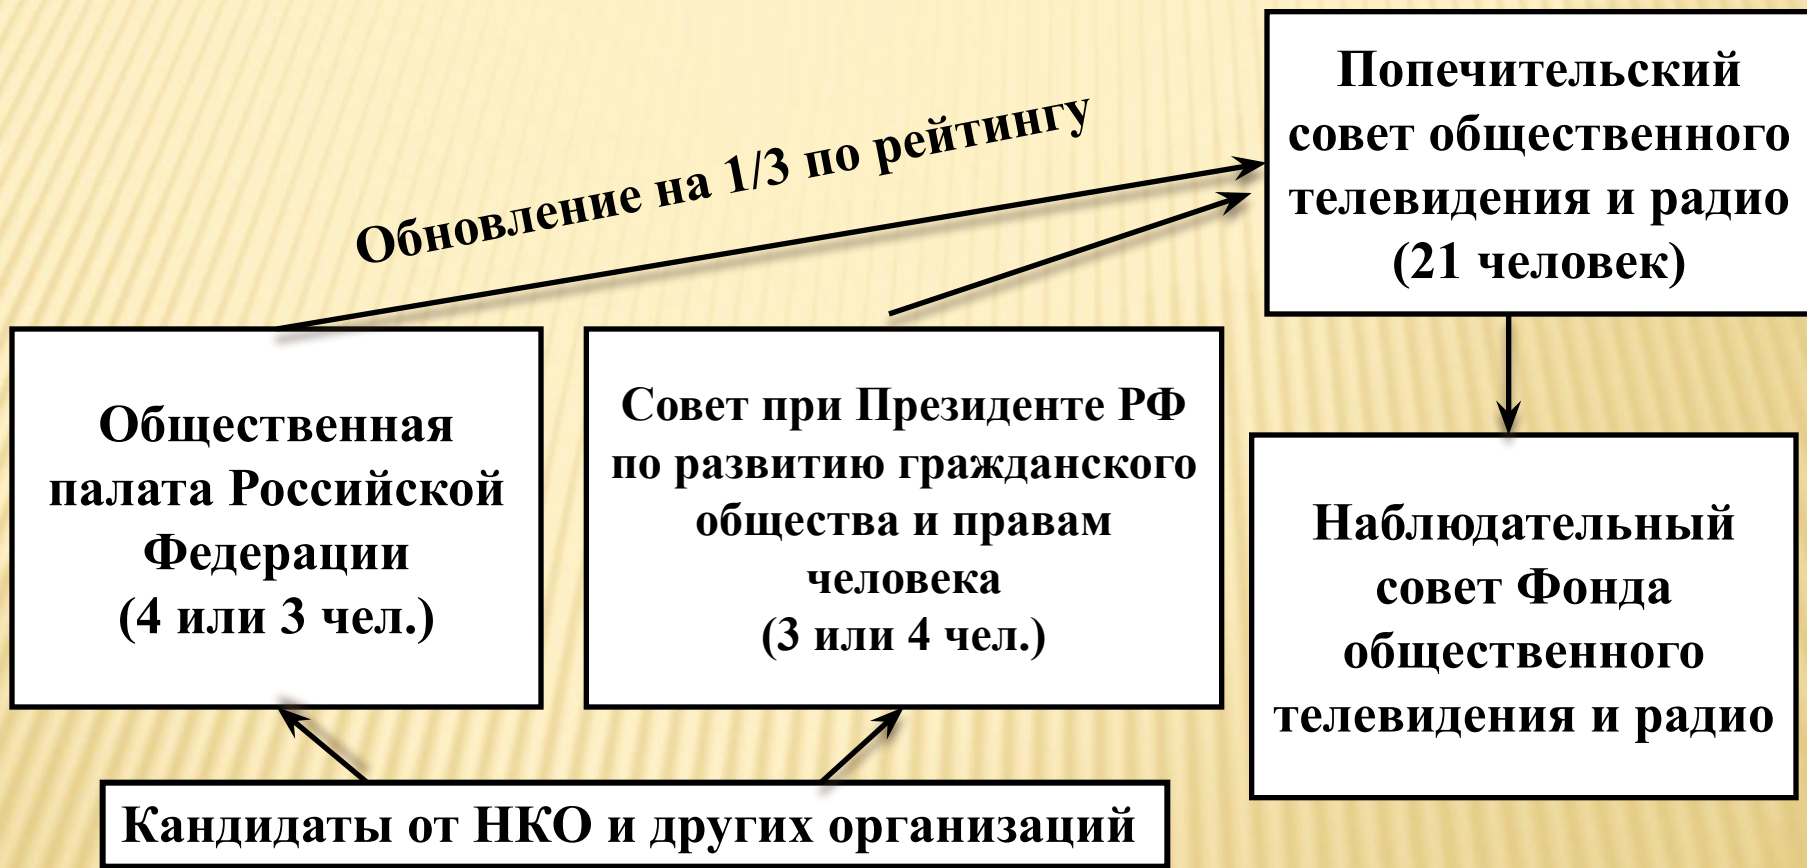 Попечительский
совет общественного
телевидения и радио
(21 человек)
Обновление на 1/3 по рейтингу
Общественная
палата Российской
Федерации
(4 или 3 чел.)
Совет при Президенте РФ
по развитию гражданского
общества и правам
человека
(3 или 4 чел.)
Наблюдательный
совет Фонда
общественного
телевидения и радио
Кандидаты от НКО и других организаций